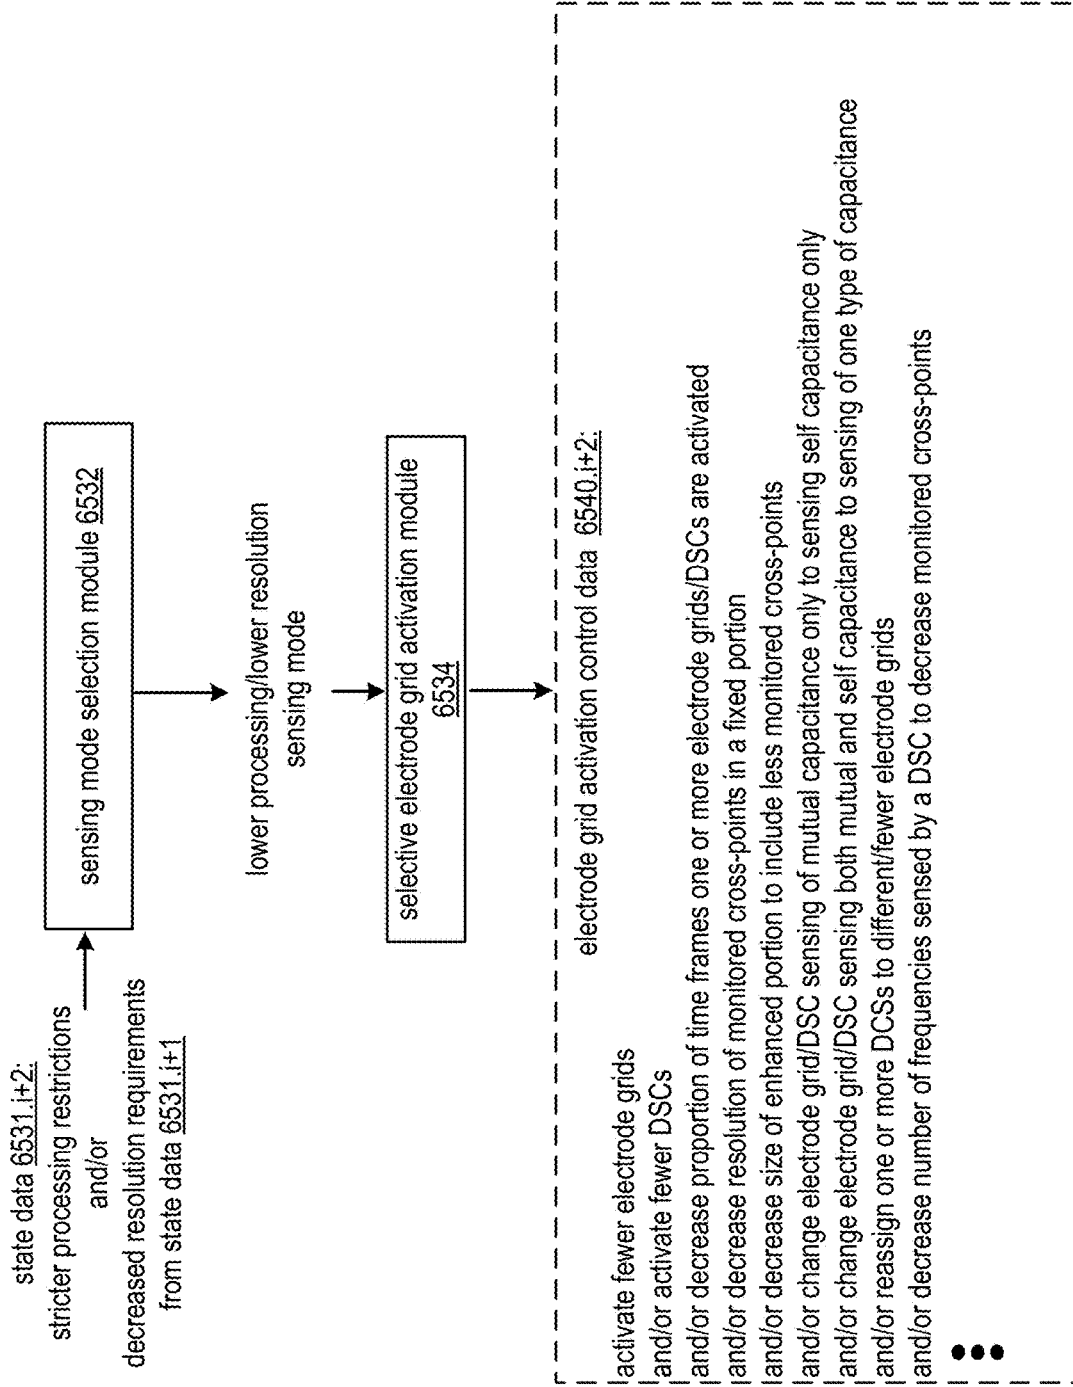 state data 6531.i+2:
stricter processing restrictions
and/or
decreased resolution requirements
from state data 6531.i+1
sensing mode selection module 6532
lower processing/lower resolution
sensing mode
selective electrode grid activation module
6534
electrode grid activation control data 6540.i+2:
activate fewer electrode grids
and/or activate fewer DSCs
and/or decrease proportion of time frames one or more electrode grids/DSCs are activated
and/or decrease resolution of monitored cross-points in a fixed portion
and/or decrease size of enhanced portion to include less monitored cross-points
and/or change electrode grid/DSC sensing of mutual capacitance only to sensing self capacitance only
and/or change electrode grid/DSC sensing both mutual and self capacitance to sensing of one type of capacitance
and/or reassign one or more DCSs to different/fewer electrode grids
and/or decrease number of frequencies sensed by a DSC to decrease monitored cross-points